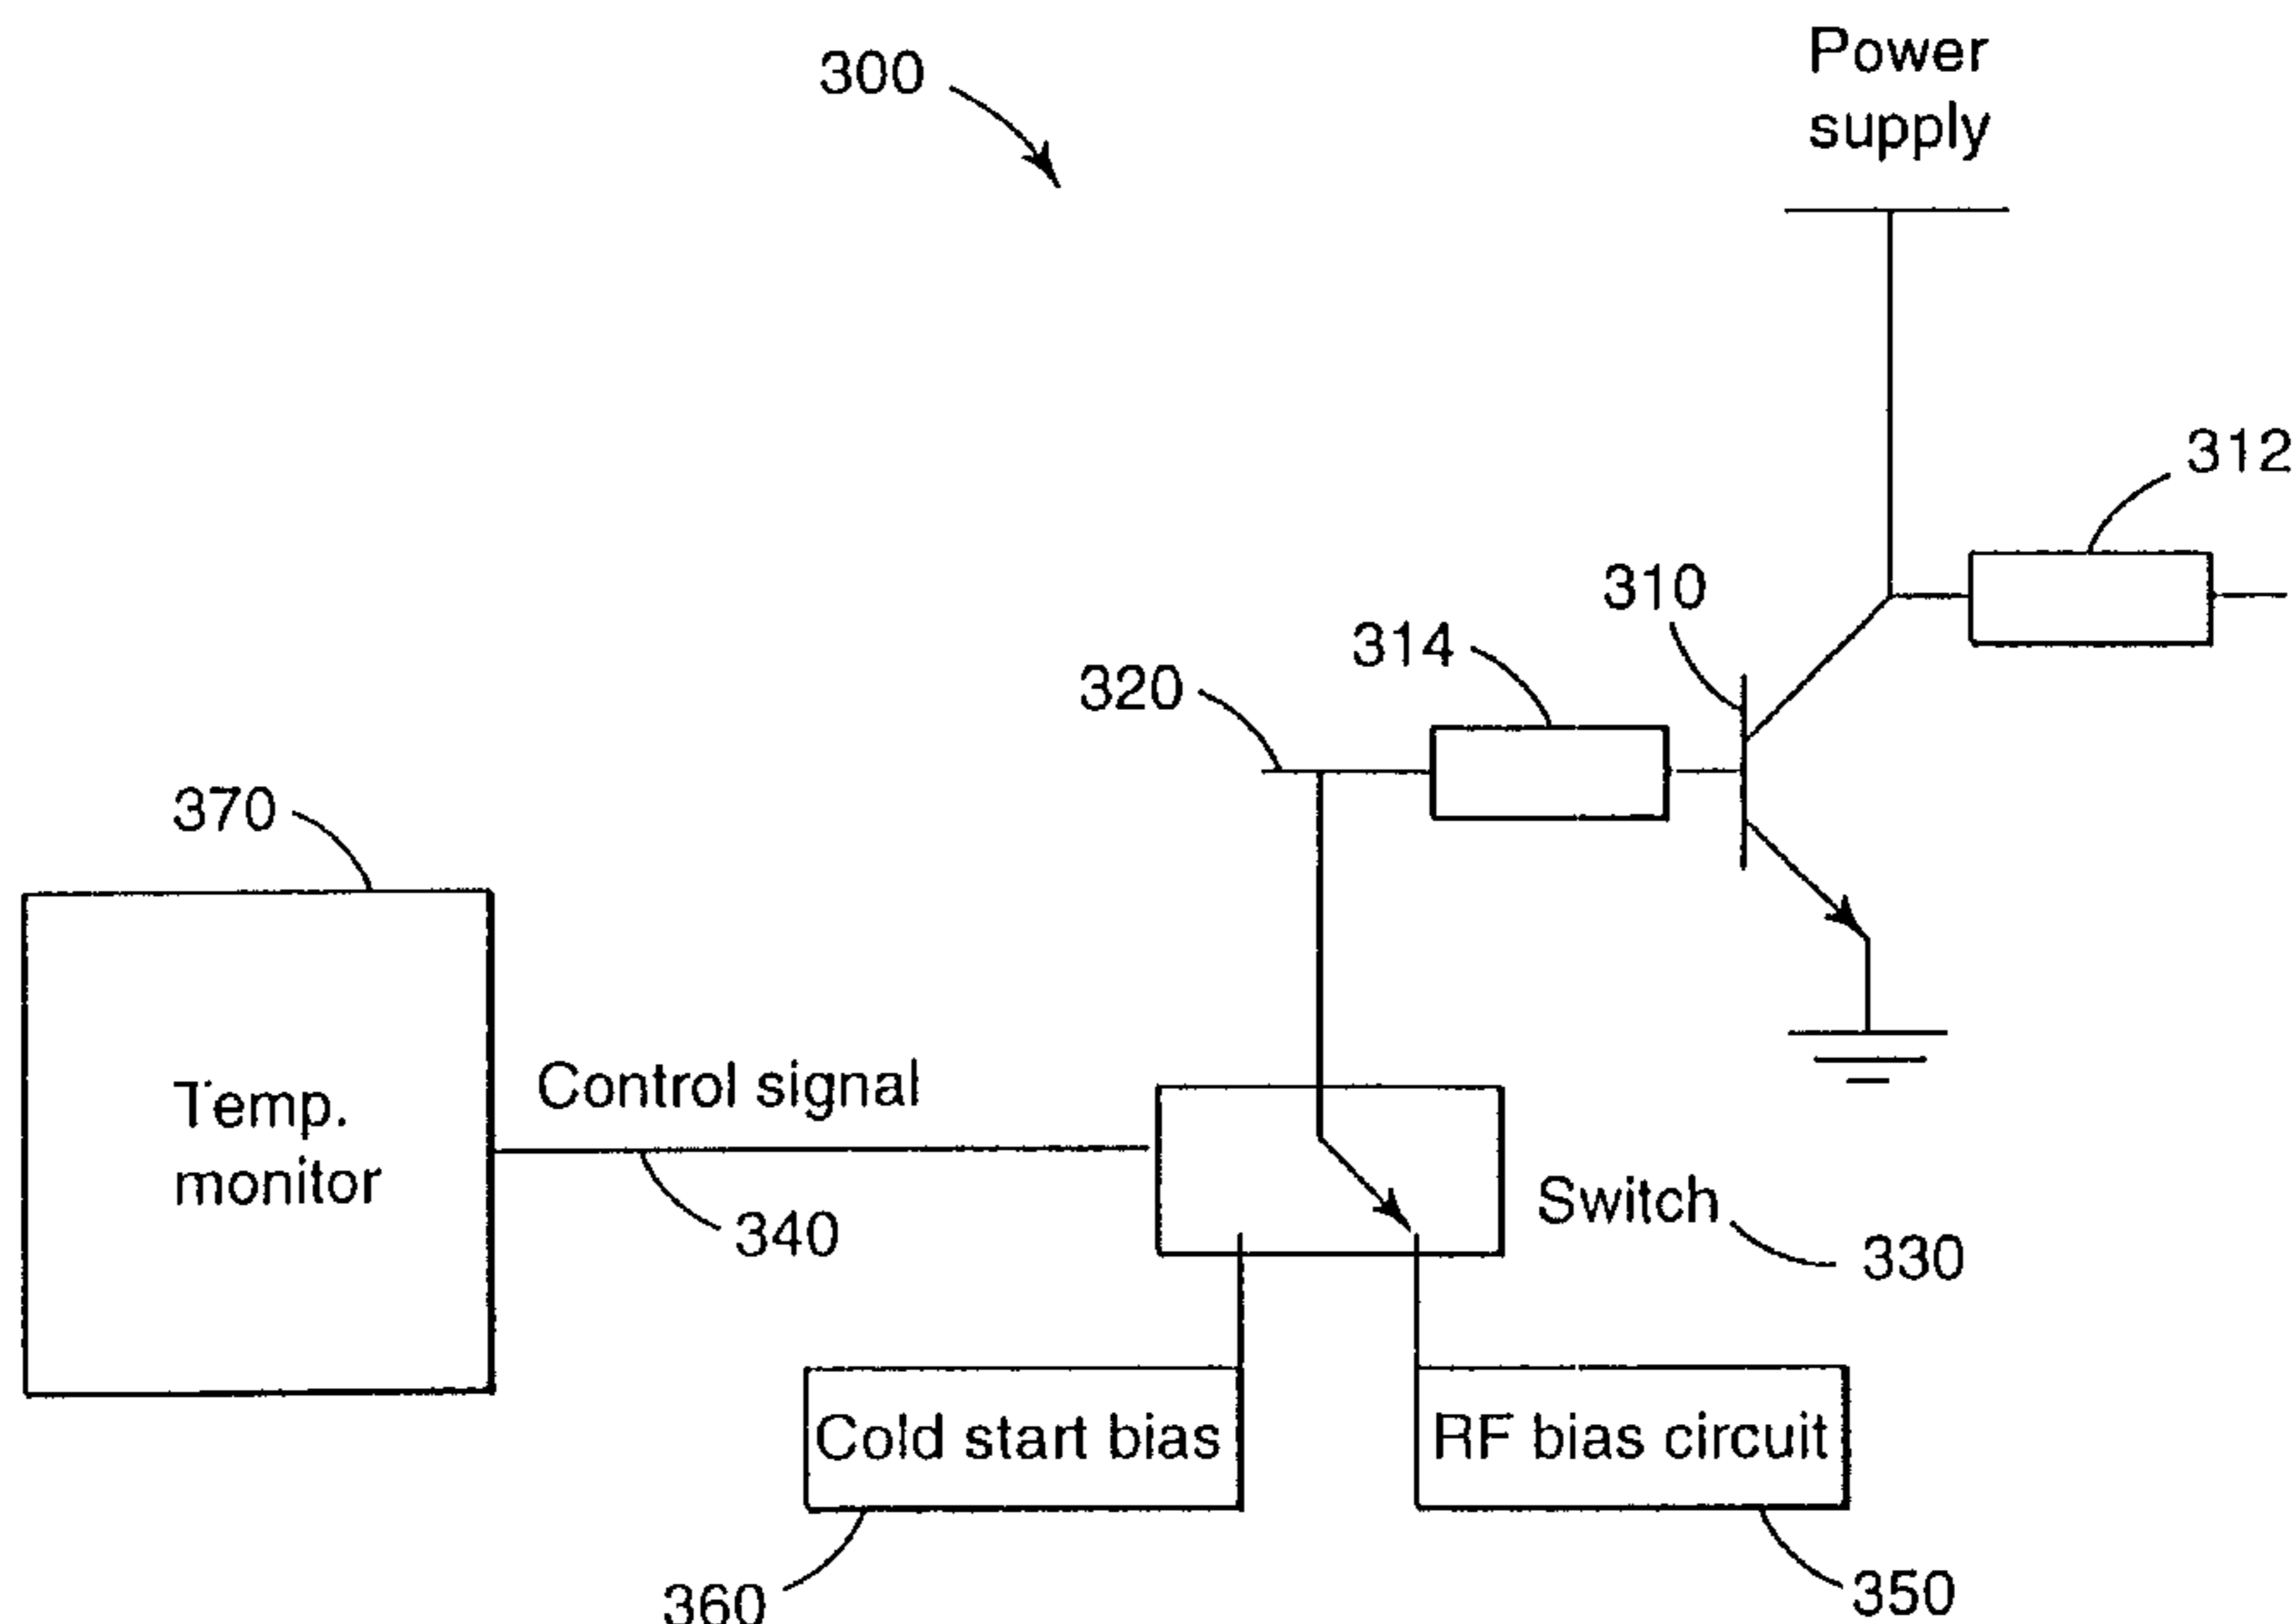 300
Power
supply
312
310
314
320
370
Temp.
monitor
Control signal
340
Switch
330
Cold start bias
RF bias circuit
360
350